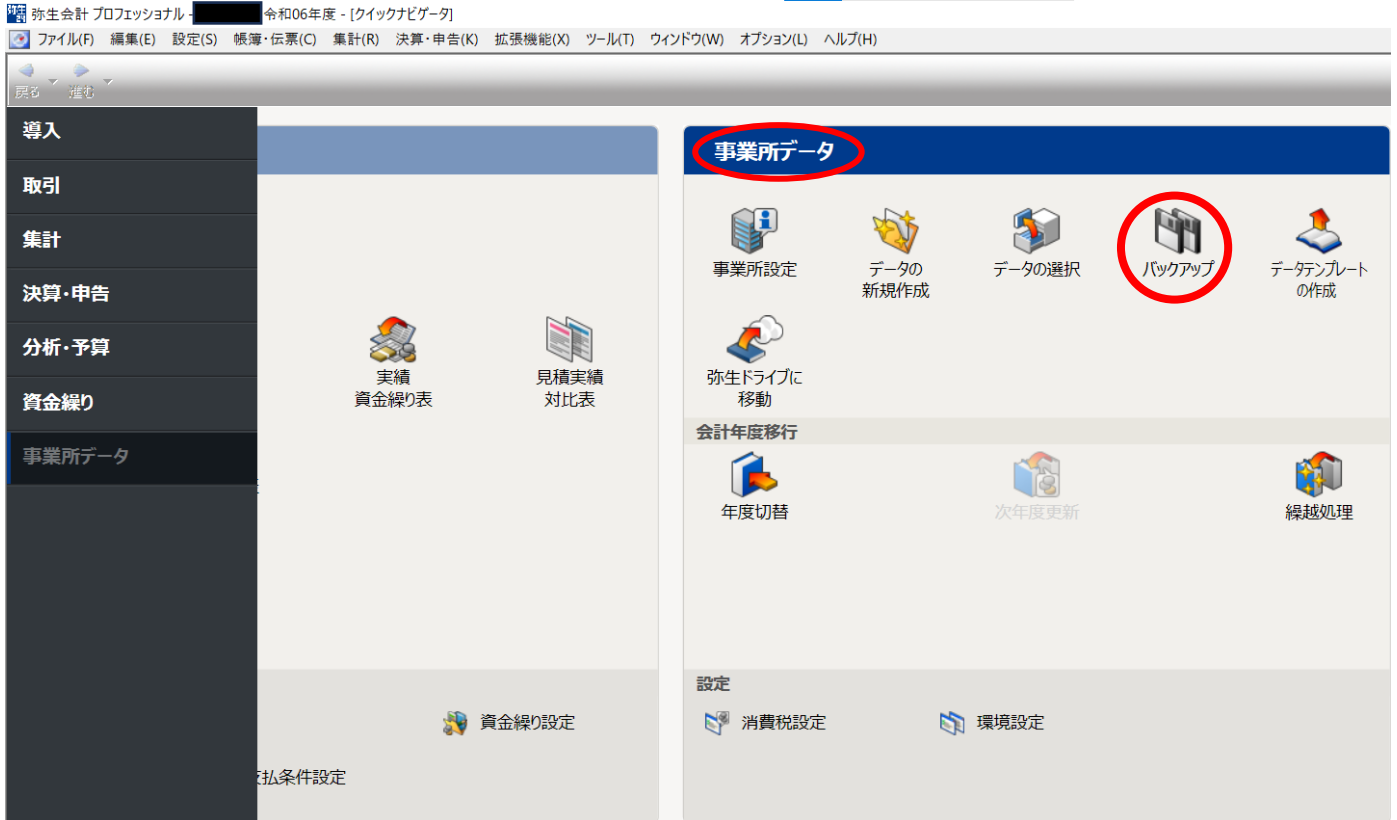 弥生会計 プロフェッショナル - 令和06年度 - [クイックナビゲータ]
ファイル(F) 編集(E) 設定(S) 帳簿・伝票(C) 集計(R) 決算・申告(K) 拡張機能(X) ツール(T) ウィンドウ(W) オプション(L) ヘルプ(H)
戻る 進む
導入
取引
集計
決算・申告
分析・予算
資金繰り
事業所データ
実績
資金繰り表
見積実績
対比表
資金繰り設定
払条件設定
事業所データ
事業所設定
データの
新規作成
データの選択
バックアップ
データテンプレート
の作成
弥生ドライブに
移動
会計年度移行
年度切替
次年度更新
繰越処理
設定
消費税設定
環境設定